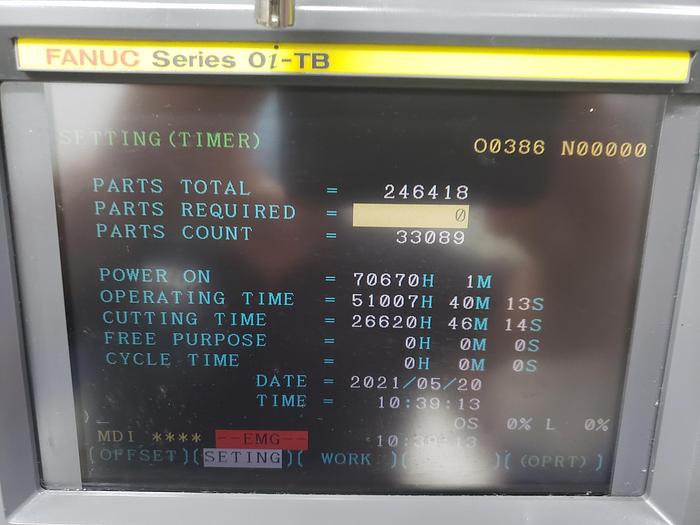 FANUC Series 0i-TB
SETTING(TIMER) O0386 N00000
PARTS TOTAL = 246418
PARTS REQUIRED = 0
PARTS COUNT = 33089
POWER ON = 70670H 1M
OPERATING TIME = 51007H 40M 13S
CUTTING TIME = 26620H 46M 14S
FREE PURPOSE = 0H 0M 0S
CYCLE TIME = 0H 0M 0S
DATE = 2021/05/20
TIME = 10:39:13
)_
OS 0% L 0%
MDI **** --EMG-- 10:39:13
(OFFSET)(SETING)( WORK )( )( (OPRT) )